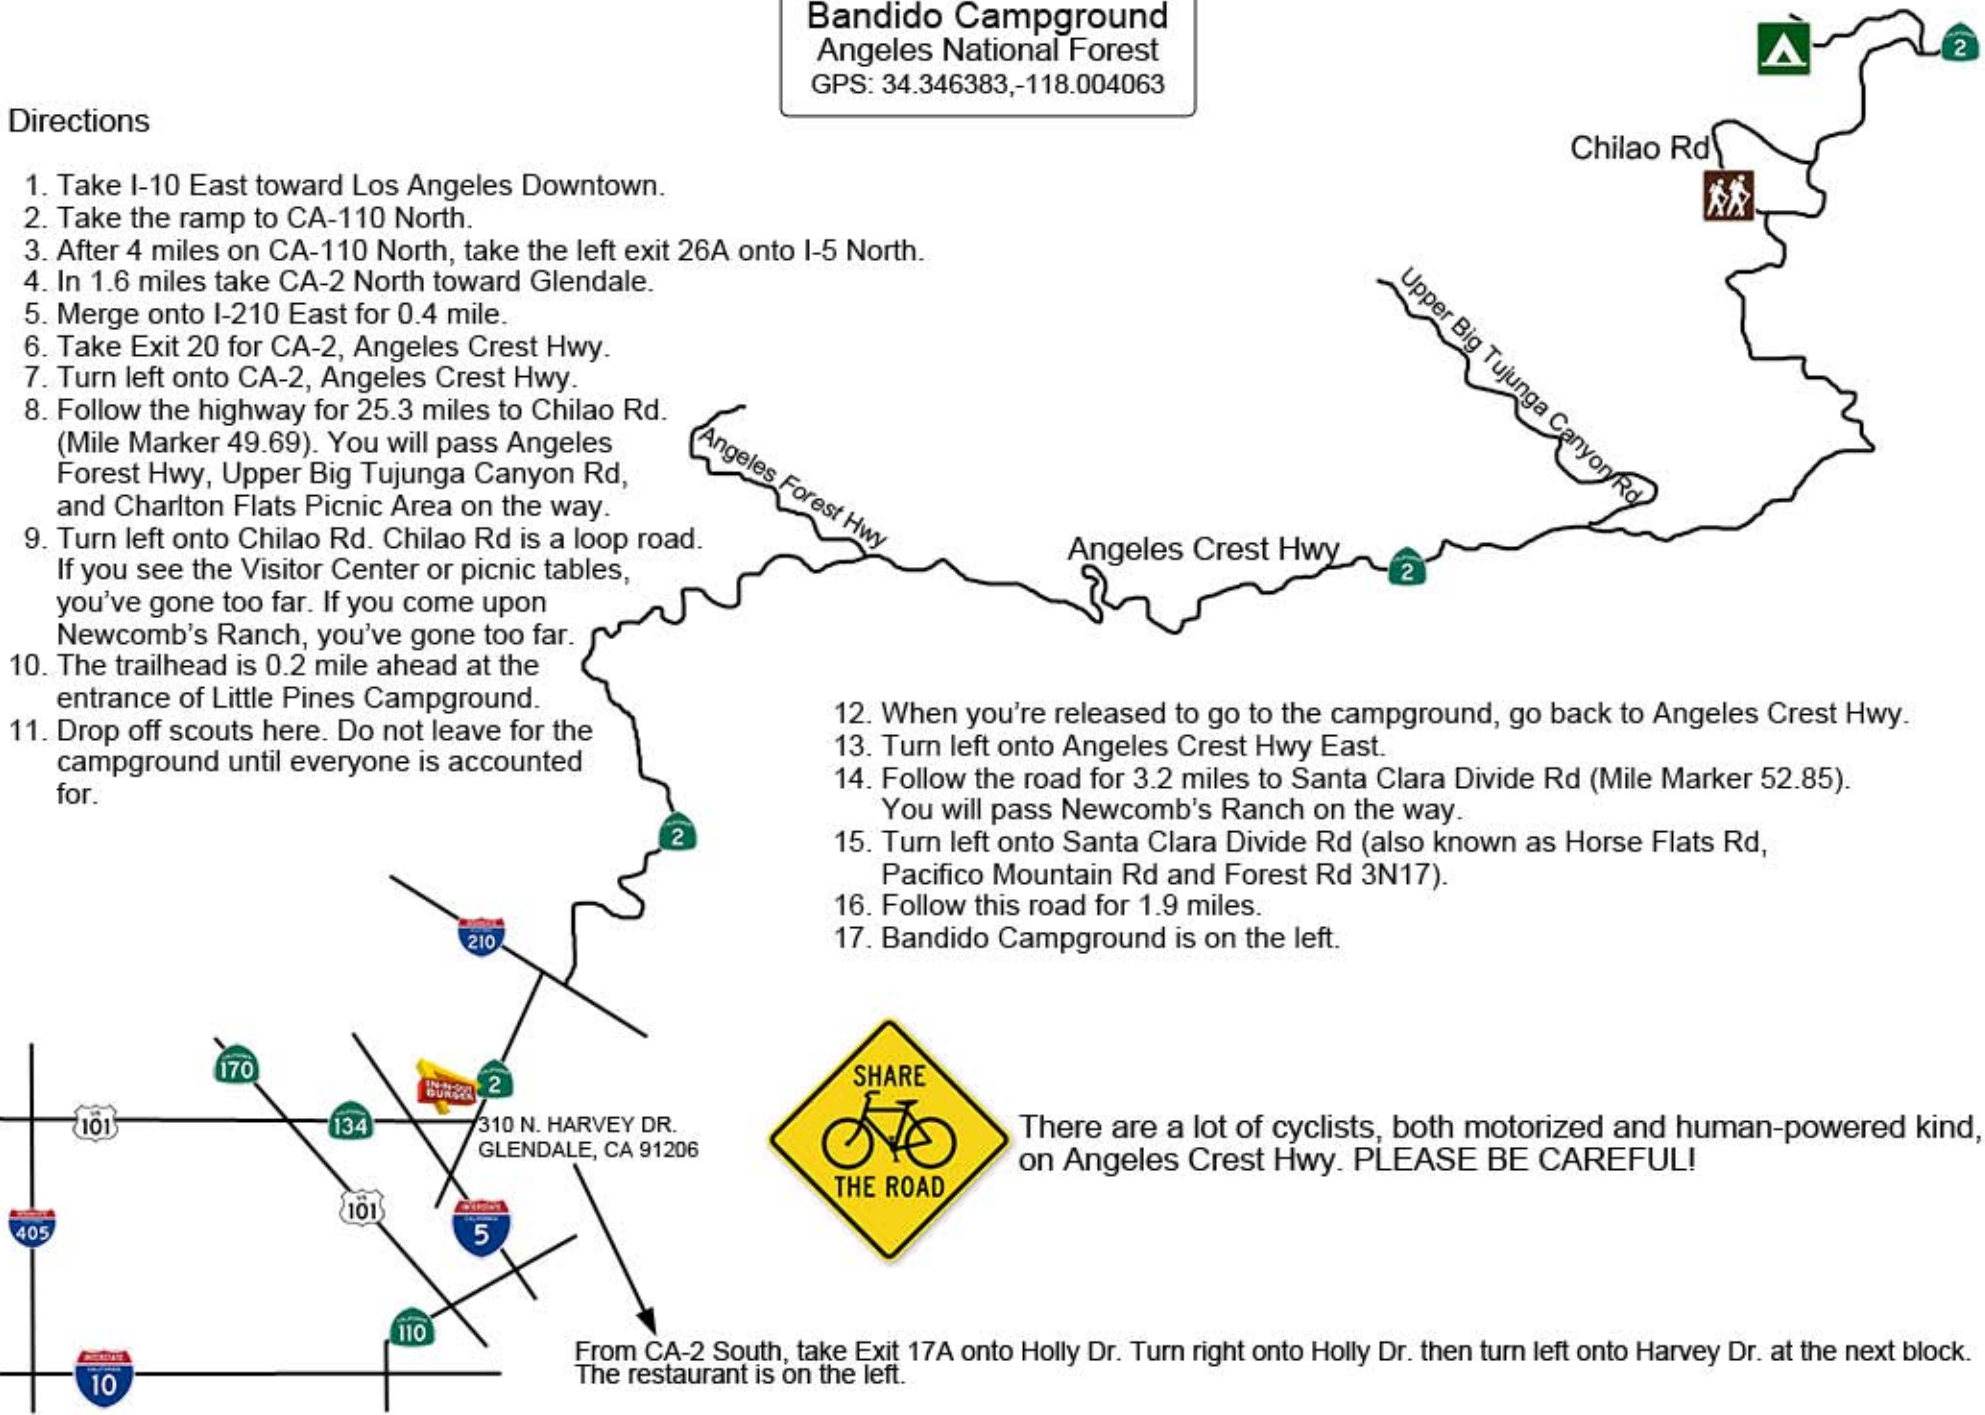 Bandido Campground
Angeles National Forest
GPS: 34.346383,-118.004063
2
Directions
Chilao Rd
1. Take I-10 East toward Los Angeles Downtown.
2. Take the ramp to CA-110 North.
3. After 4 miles on CA-110 North, take the left exit 26A onto I-5 North.
4. In 1.6 miles take CA-2 North toward Glendale.
5. Merge onto I-210 East for 0.4 mile.
6. Take Exit 20 for CA-2, Angeles Crest Hwy.
7. Turn left onto CA-2, Angeles Crest Hwy.
8. Follow the highway for 25.3 miles to Chilao Rd.
(Mile Marker 49.69). You will pass Angeles
Forest Hwy, Upper Big Tujunga Canyon Rd,
and Charlton Flats Picnic Area on the way.
9. Turn left onto Chilao Rd. Chilao Rd is a loop road.
If you see the Visitor Center or picnic tables,
you've gone too far. If you come upon
Newcomb's Ranch, you've gone too far.
10. The trailhead is 0.2 mile ahead at the
entrance of Little Pines Campground.
11. Drop off scouts here. Do not leave for the
campground until everyone is accounted
for.
Upper Big Tujunga Canyon Rd
Angeles Forest Hwy
Angeles Crest Hwy
2
12. When you're released to go to the campground, go back to Angeles Crest Hwy.
13. Turn left onto Angeles Crest Hwy East.
14. Follow the road for 3.2 miles to Santa Clara Divide Rd (Mile Marker 52.85).
You will pass Newcomb's Ranch on the way.
15. Turn left onto Santa Clara Divide Rd (also known as Horse Flats Rd,
Pacifico Mountain Rd and Forest Rd 3N17).
16. Follow this road for 1.9 miles.
17. Bandido Campground is on the left.
2
210
170
IN-N-OUT
BURGER
2
US
101
134
310 N. HARVEY DR.
GLENDALE, CA 91206
US
101
405
INTERSTATE
5
110
INTERSTATE
10
SHARE
THE ROAD
There are a lot of cyclists, both motorized and human-powered kind,
on Angeles Crest Hwy. PLEASE BE CAREFUL!
From CA-2 South, take Exit 17A onto Holly Dr. Turn right onto Holly Dr. then turn left onto Harvey Dr. at the next block.
The restaurant is on the left.